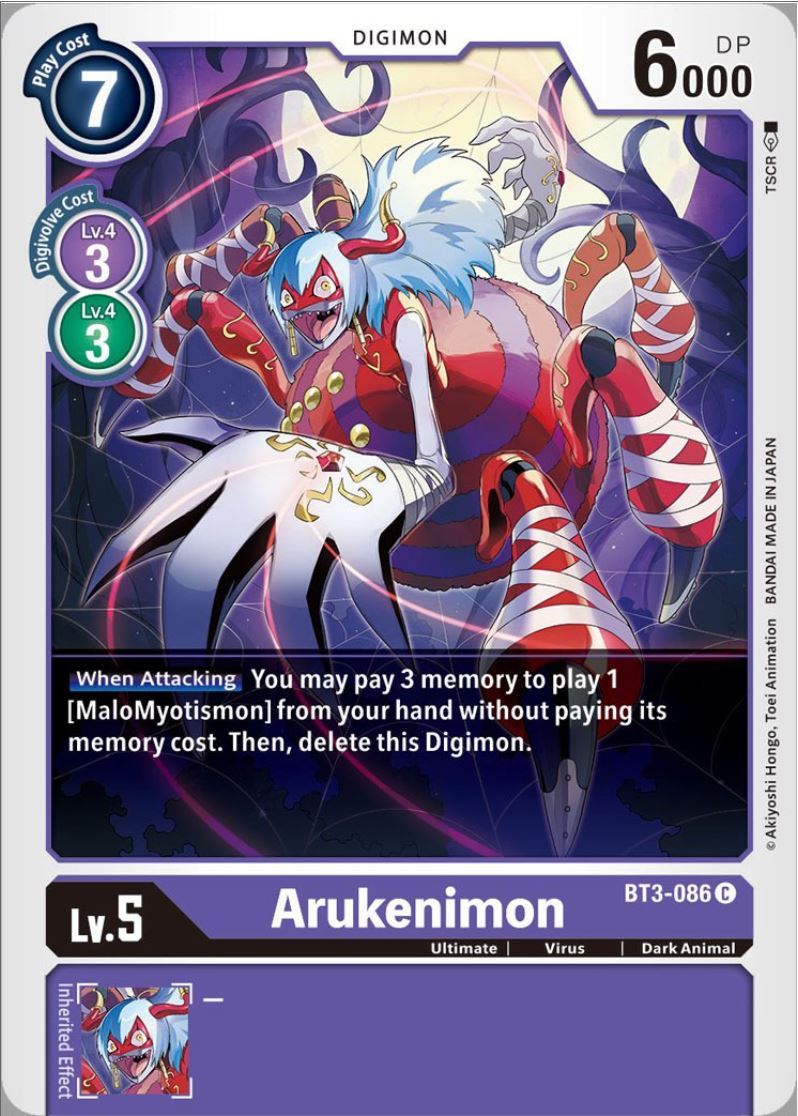 DIGIMON
Play Cost
7
DP
6000
TSCR
Digivolve Cost
Lv.4
3
Lv.4
3
When Attacking You may pay 3 memory to play 1
[MaloMyotismon] from your hand without paying its
memory cost. Then, delete this Digimon.
© Akiyoshi Hongo, Toei Animation BANDAI MADE IN JAPAN
Lv.5
Arukenimon
BT3-086 C
Ultimate | Virus | Dark Animal
Inherited Effect
—